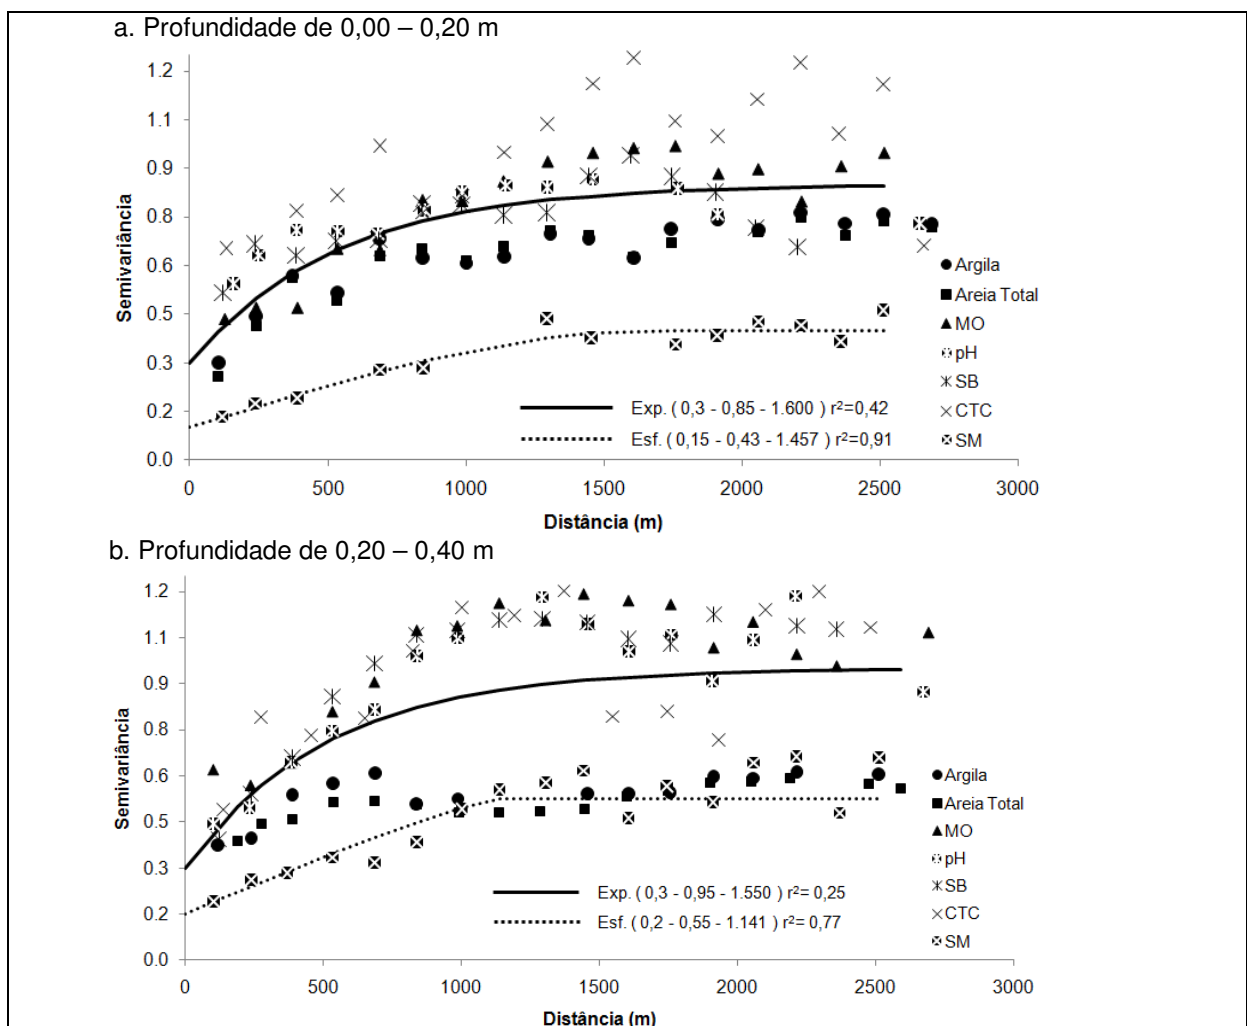 a. Profundidade de 0,00 – 0,20 m
1.2
1.1
0.9
0.8
0.6
0.5
0.3
0.2
0.0
Semivariância
Argila
Areia Total
MO
pH
SB
CTC
SM
Exp. ( 0,3 - 0,85 - 1.600 ) r²=0,42
Esf. ( 0,15 - 0,43 - 1.457 ) r²=0,91
0 500 1000 1500 2000 2500 3000
Distância (m)
b. Profundidade de 0,20 – 0,40 m
1.2
1.1
0.9
0.8
0.6
0.5
0.3
0.2
0.0
Semivariância
Argila
Areia Total
MO
pH
SB
CTC
SM
Exp. ( 0,3 - 0,95 - 1.550 ) r²= 0,25
Esf. ( 0,2 - 0,55 - 1.141 ) r²= 0,77
0 500 1000 1500 2000 2500 3000
Distância (m)